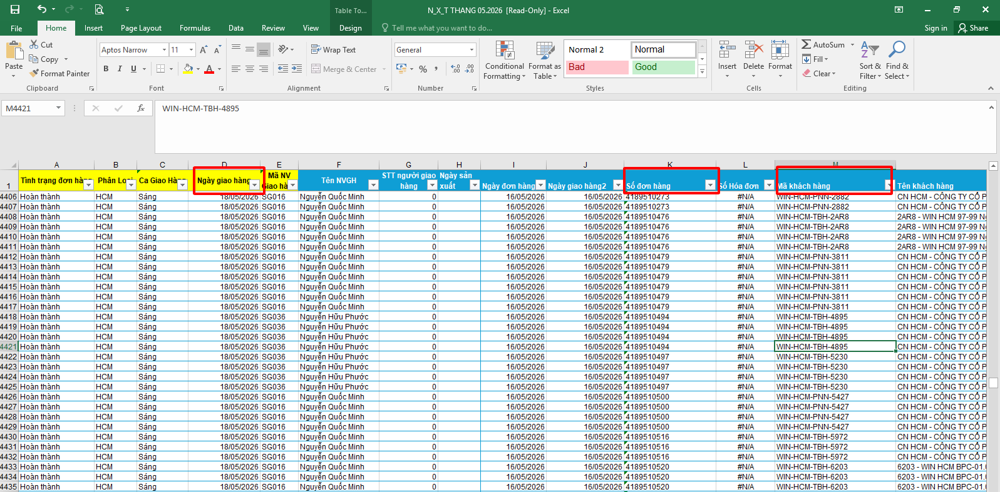 Table To...
N_X_T THANG 05.2026 [Read-Only] - Excel
File Home Insert Page Layout Formulas Data Review View Design Tell me what you want to do... Sign in Share
Paste Cut Copy Format Painter
Aptos Narrow 11
B I U A
Wrap Text
Merge & Center
General
% ,
Conditional Formatting
Format as Table
Normal 2 Normal
Bad Good
Insert Delete Format
AutoSum
Fill
Clear
Sort & Filter
Find & Select
Clipboard Font Alignment Number Styles Cells Editing
M4421 fx WIN-HCM-TBH-4895
A B C D E F G H I J K L M
1 Tình trạng đơn hàng Phân Loại Ca Giao Hàng Ngày giao hàng Mã NV Giao hàng Tên NVGH STT người giao hàng Ngày sản xuất Ngày đơn hàng Ngày giao hàng2 Số đơn hàng Số Hóa đơn Mã khách hàng Tên khách hàng
4406 Hoàn thành HCM Sáng 18/05/2026 SG016 Nguyễn Quốc Minh 0 16/05/2026 16/05/2026 4189510273 #N/A WIN-HCM-PNN-2882 CN HCM - CÔNG TY CỔ P
4407 Hoàn thành HCM Sáng 18/05/2026 SG016 Nguyễn Quốc Minh 0 16/05/2026 16/05/2026 4189510273 #N/A WIN-HCM-PNN-2882 CN HCM - CÔNG TY CỔ P
4408 Hoàn thành HCM Sáng 18/05/2026 SG016 Nguyễn Quốc Minh 0 16/05/2026 16/05/2026 4189510476 #N/A WIN-HCM-TBH-2AR8 2AR8 - WIN HCM 97-99 N
4409 Hoàn thành HCM Sáng 18/05/2026 SG016 Nguyễn Quốc Minh 0 16/05/2026 16/05/2026 4189510476 #N/A WIN-HCM-TBH-2AR8 2AR8 - WIN HCM 97-99 N
4410 Hoàn thành HCM Sáng 18/05/2026 SG016 Nguyễn Quốc Minh 0 16/05/2026 16/05/2026 4189510476 #N/A WIN-HCM-TBH-2AR8 2AR8 - WIN HCM 97-99 N
4411 Hoàn thành HCM Sáng 18/05/2026 SG016 Nguyễn Quốc Minh 0 16/05/2026 16/05/2026 4189510476 #N/A WIN-HCM-TBH-2AR8 2AR8 - WIN HCM 97-99 N
4412 Hoàn thành HCM Sáng 18/05/2026 SG016 Nguyễn Quốc Minh 0 16/05/2026 16/05/2026 4189510479 #N/A WIN-HCM-PNN-3811 CN HCM - CÔNG TY CỔ P
4413 Hoàn thành HCM Sáng 18/05/2026 SG016 Nguyễn Quốc Minh 0 16/05/2026 16/05/2026 4189510479 #N/A WIN-HCM-PNN-3811 CN HCM - CÔNG TY CỔ P
4414 Hoàn thành HCM Sáng 18/05/2026 SG016 Nguyễn Quốc Minh 0 16/05/2026 16/05/2026 4189510479 #N/A WIN-HCM-PNN-3811 CN HCM - CÔNG TY CỔ P
4415 Hoàn thành HCM Sáng 18/05/2026 SG016 Nguyễn Quốc Minh 0 16/05/2026 16/05/2026 4189510479 #N/A WIN-HCM-PNN-3811 CN HCM - CÔNG TY CỔ P
4416 Hoàn thành HCM Sáng 18/05/2026 SG016 Nguyễn Quốc Minh 0 16/05/2026 16/05/2026 4189510479 #N/A WIN-HCM-PNN-3811 CN HCM - CÔNG TY CỔ P
4417 Hoàn thành HCM Sáng 18/05/2026 SG016 Nguyễn Quốc Minh 0 16/05/2026 16/05/2026 4189510479 #N/A WIN-HCM-PNN-3811 CN HCM - CÔNG TY CỔ P
4418 Hoàn thành HCM Sáng 18/05/2026 SG036 Nguyễn Hữu Phước 0 16/05/2026 16/05/2026 4189510494 #N/A WIN-HCM-TBH-4895 CN HCM - CÔNG TY CỔ P
4419 Hoàn thành HCM Sáng 18/05/2026 SG036 Nguyễn Hữu Phước 0 16/05/2026 16/05/2026 4189510494 #N/A WIN-HCM-TBH-4895 CN HCM - CÔNG TY CỔ P
4420 Hoàn thành HCM Sáng 18/05/2026 SG036 Nguyễn Hữu Phước 0 16/05/2026 16/05/2026 4189510494 #N/A WIN-HCM-TBH-4895 CN HCM - CÔNG TY CỔ P
4421 Hoàn thành HCM Sáng 18/05/2026 SG036 Nguyễn Hữu Phước 0 16/05/2026 16/05/2026 4189510494 #N/A WIN-HCM-TBH-4895 CN HCM - CÔNG TY CỔ P
4422 Hoàn thành HCM Sáng 18/05/2026 SG036 Nguyễn Hữu Phước 0 16/05/2026 16/05/2026 4189510497 #N/A WIN-HCM-TBH-5230 CN HCM - CÔNG TY CỔ P
4423 Hoàn thành HCM Sáng 18/05/2026 SG036 Nguyễn Hữu Phước 0 16/05/2026 16/05/2026 4189510497 #N/A WIN-HCM-TBH-5230 CN HCM - CÔNG TY CỔ P
4424 Hoàn thành HCM Sáng 18/05/2026 SG036 Nguyễn Hữu Phước 0 16/05/2026 16/05/2026 4189510497 #N/A WIN-HCM-TBH-5230 CN HCM - CÔNG TY CỔ P
4425 Hoàn thành HCM Sáng 18/05/2026 SG036 Nguyễn Hữu Phước 0 16/05/2026 16/05/2026 4189510497 #N/A WIN-HCM-TBH-5230 CN HCM - CÔNG TY CỔ P
4426 Hoàn thành HCM Sáng 18/05/2026 SG016 Nguyễn Quốc Minh 0 16/05/2026 16/05/2026 4189510500 #N/A WIN-HCM-PNN-5427 CN HCM - CÔNG TY CỔ P
4427 Hoàn thành HCM Sáng 18/05/2026 SG016 Nguyễn Quốc Minh 0 16/05/2026 16/05/2026 4189510500 #N/A WIN-HCM-PNN-5427 CN HCM - CÔNG TY CỔ P
4428 Hoàn thành HCM Sáng 18/05/2026 SG016 Nguyễn Quốc Minh 0 16/05/2026 16/05/2026 4189510500 #N/A WIN-HCM-PNN-5427 CN HCM - CÔNG TY CỔ P
4429 Hoàn thành HCM Sáng 18/05/2026 SG016 Nguyễn Quốc Minh 0 16/05/2026 16/05/2026 4189510500 #N/A WIN-HCM-PNN-5427 CN HCM - CÔNG TY CỔ P
4430 Hoàn thành HCM Sáng 18/05/2026 SG016 Nguyễn Quốc Minh 0 16/05/2026 16/05/2026 4189510516 #N/A WIN-HCM-TBH-5972 CN HCM - CÔNG TY CỔ P
4431 Hoàn thành HCM Sáng 18/05/2026 SG016 Nguyễn Quốc Minh 0 16/05/2026 16/05/2026 4189510516 #N/A WIN-HCM-TBH-5972 CN HCM - CÔNG TY CỔ P
4432 Hoàn thành HCM Sáng 18/05/2026 SG016 Nguyễn Quốc Minh 0 16/05/2026 16/05/2026 4189510516 #N/A WIN-HCM-TBH-5972 CN HCM - CÔNG TY CỔ P
4433 Hoàn thành HCM Sáng 18/05/2026 SG016 Nguyễn Quốc Minh 0 16/05/2026 16/05/2026 4189510520 #N/A WIN-HCM-TBH-6203 6203 - WIN HCM BPC-01.
4434 Hoàn thành HCM Sáng 18/05/2026 SG016 Nguyễn Quốc Minh 0 16/05/2026 16/05/2026 4189510520 #N/A WIN-HCM-TBH-6203 6203 - WIN HCM BPC-01.
4435 Hoàn thành HCM Sáng 18/05/2026 SG016 Nguyễn Quốc Minh 0 16/05/2026 16/05/2026 4189510520 #N/A WIN-HCM-TBH-6203 6203 - WIN HCM BPC-01.